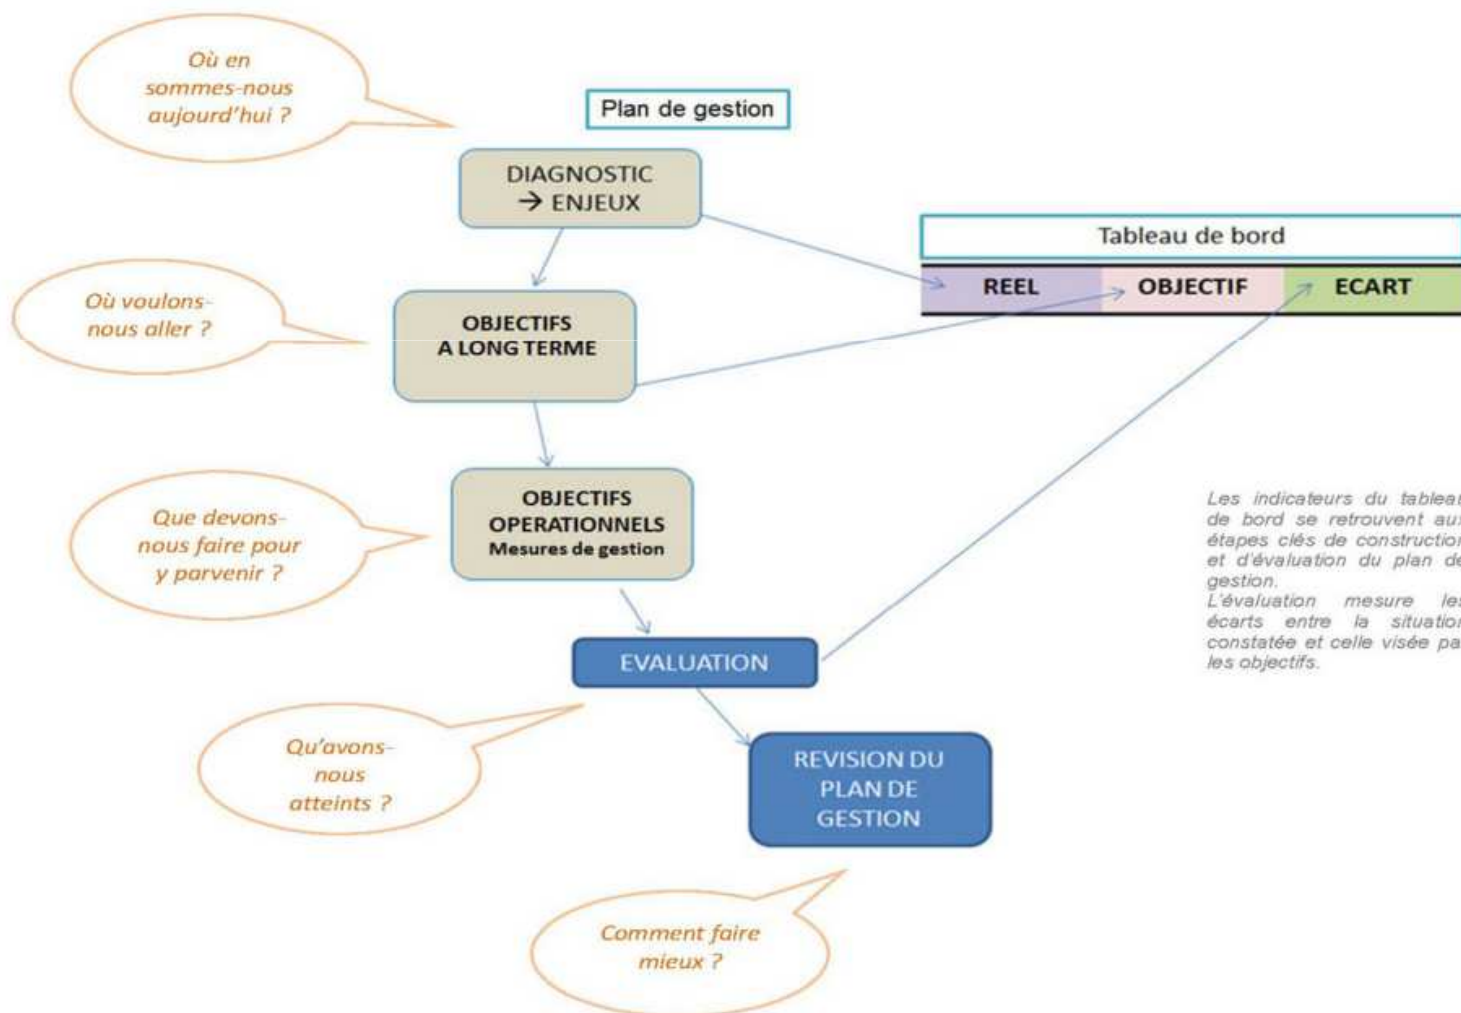 Où en
sommes-nous
aujourd'hui ?
Plan de gestion
DIAGNOSTIC
→ ENJEUX
Tableau de bord
REEL OBJECTIF ECART
Où voulons-
nous aller ?
OBJECTIFS
A LONG TERME
Que devons-
nous faire pour
y parvenir ?
OBJECTIFS
OPERATIONNELS
Mesures de gestion
Les indicateurs du tableau
de bord se retrouvent aux
étapes clés de construction
et d'évaluation du plan de
gestion.
L'évaluation mesure les
écarts entre la situation
constatée et celle visée pa
les objectifs.
EVALUATION
Qu'avons-
nous
atteints ?
REVISION DU
PLAN DE
GESTION
Comment faire
mieux ?